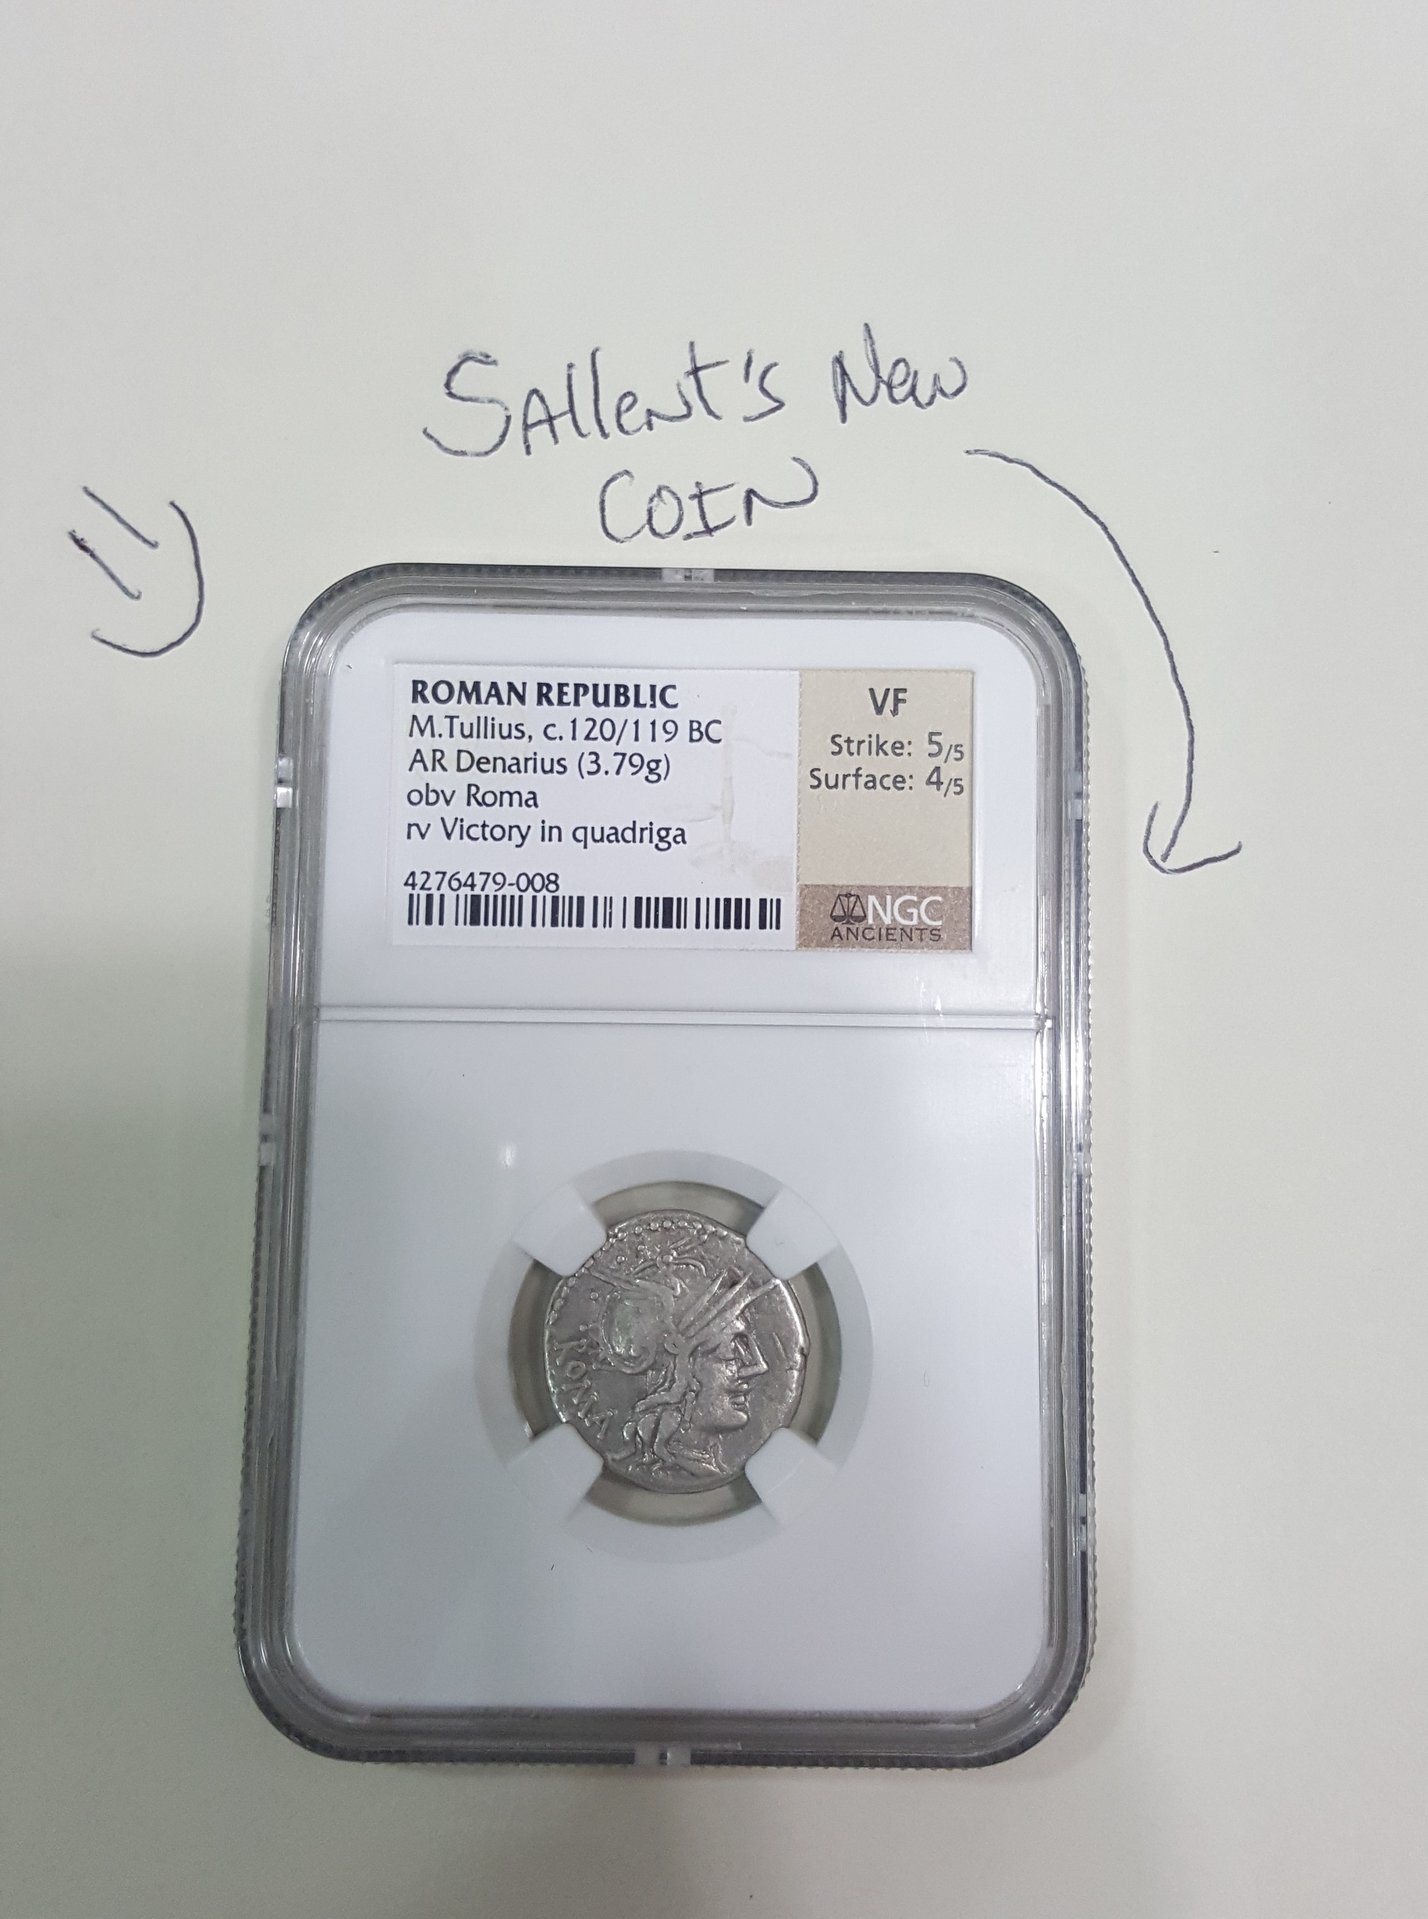 SAllent's New
COIN
ROMAN REPUBLIC
M.Tullius, c.120/119 BC
AR Denarius (3.79g)
obv Roma
rv Victory in quadriga
4276479-008
VF
Strike: 5/5
Surface: 4/5
NGC
ANCIENTS
ROMA